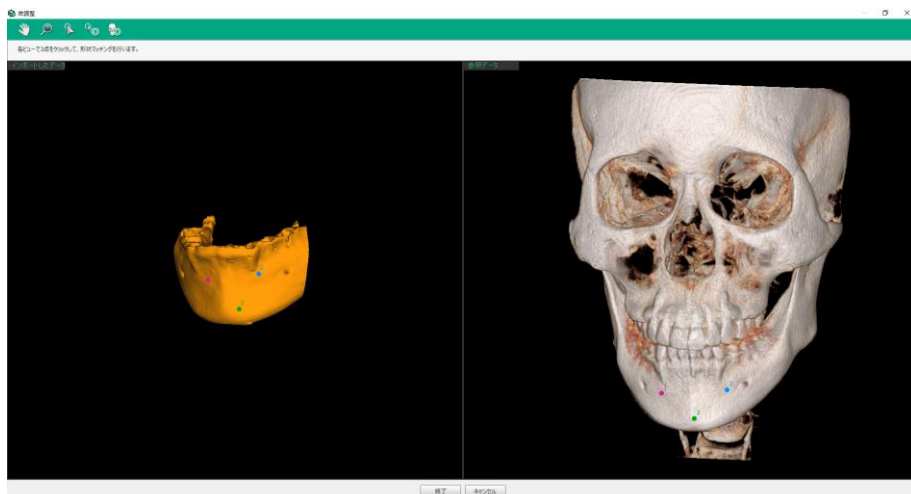 微調整
各ビューで3点をクリックして、形状マッチングを行います。
インポートしたデータ
参照データ
終了
キャンセル